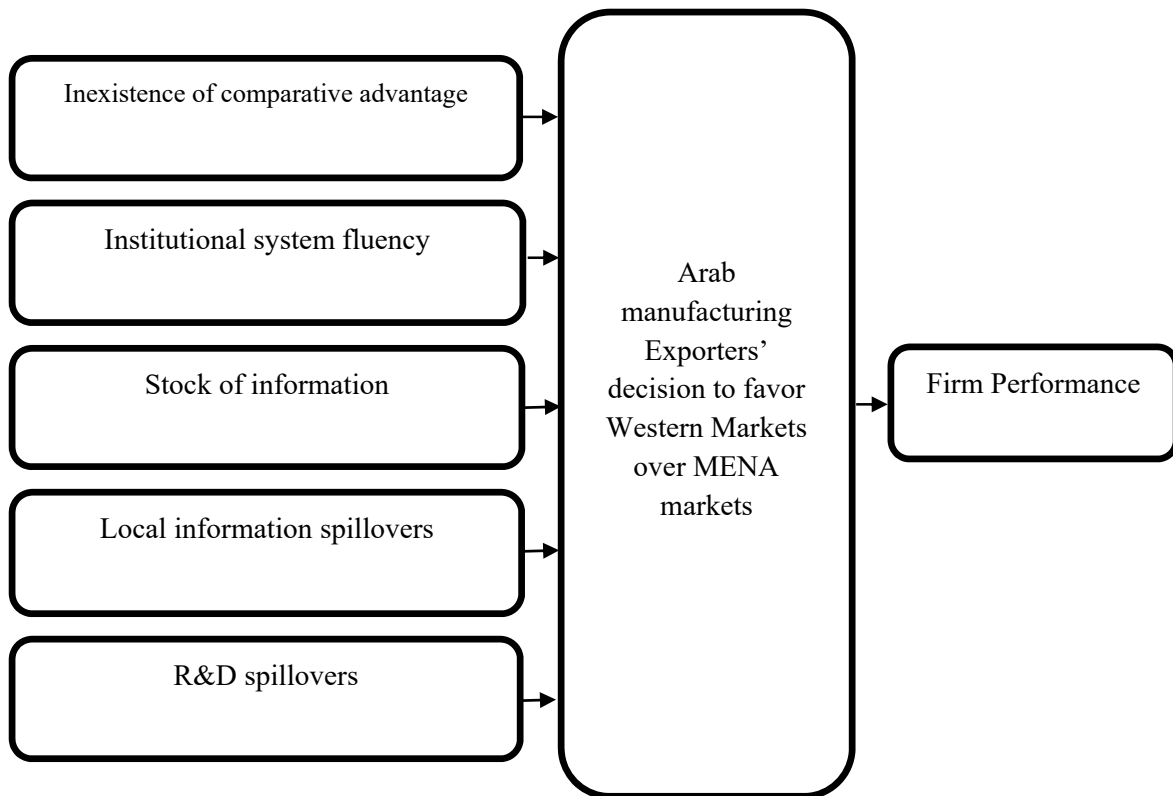 Inexistence of comparative advantage
Institutional system fluency
Stock of information
Local information spillovers
R&D spillovers
Arab
manufacturing
Exporters’
decision to favor
Western Markets
over MENA
markets
Firm Performance